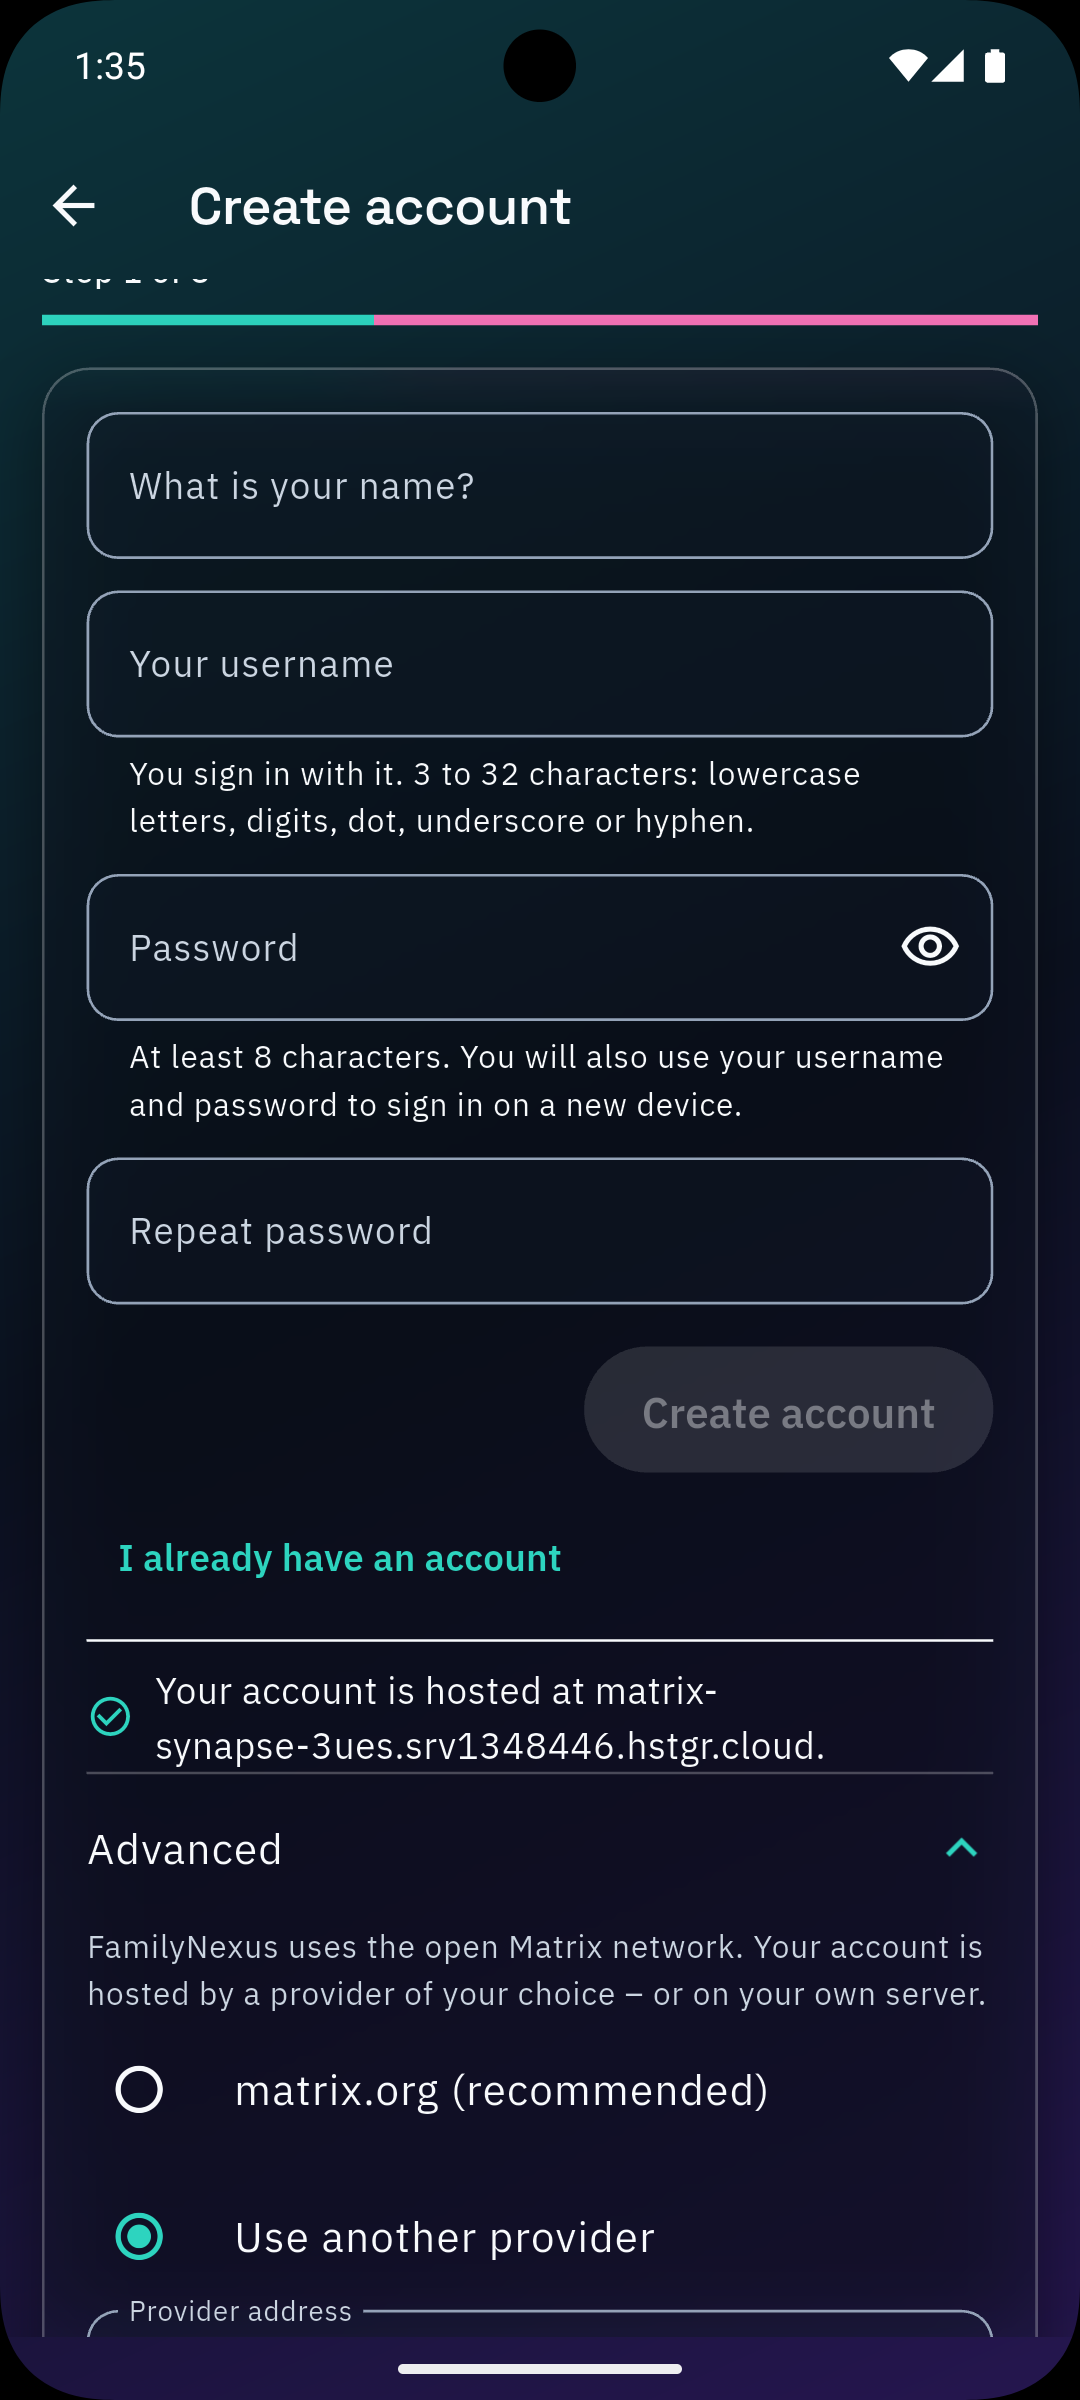 1:35
Create account
Step 1 of 3
What is your name?
Your username
You sign in with it. 3 to 32 characters: lowercase
letters, digits, dot, underscore or hyphen.
Password
At least 8 characters. You will also use your username
and password to sign in on a new device.
Repeat password
Create account
I already have an account
Your account is hosted at matrix-
synapse-3ues.srv1348446.hstgr.cloud.
Advanced
FamilyNexus uses the open Matrix network. Your account is
hosted by a provider of your choice – or on your own server.
matrix.org (recommended)
Use another provider
Provider address